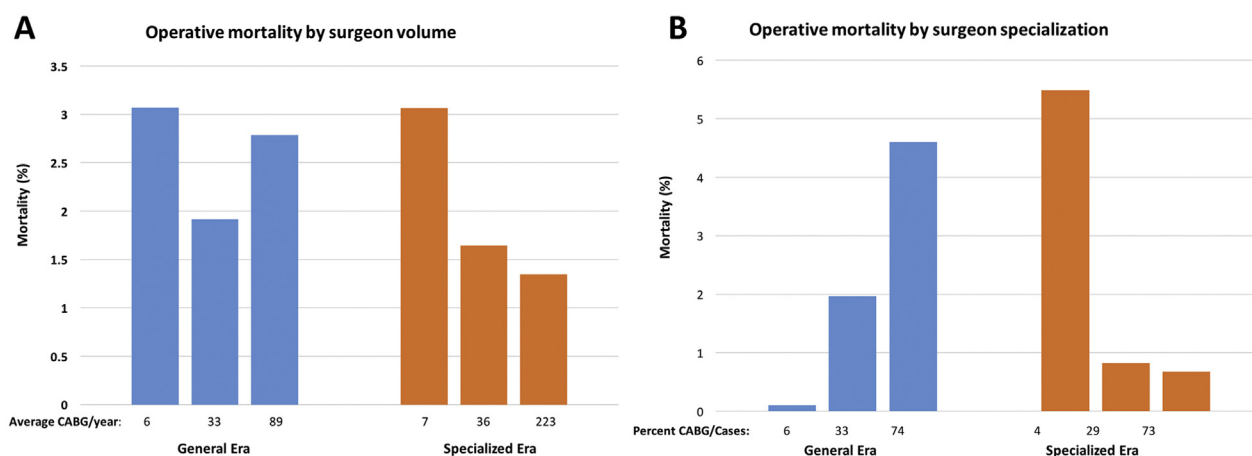 A
Operative mortality by surgeon volume
3.5
3
2.5
2
1.5
1
0.5
0
Mortality (%)
Average CABG/year: 6 33 89 7 36 223
General Era Specialized Era
B
Operative mortality by surgeon specialization
6
5
4
3
2
1
0
Mortality (%)
Percent CABG/Cases: 6 33 74 4 29 73
General Era Specialized Era